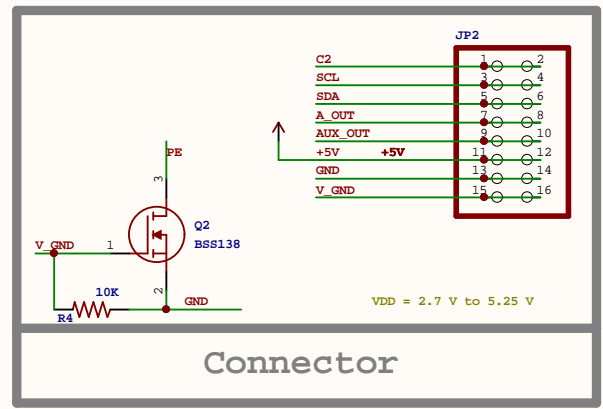 JP2
C2 1 2
SCL 3 4
SDA 5 6
A_OUT 7 8
AUX_OUT 9 10
+5V +5V 11 12
GND 13 14
V_GND 15 16
PE
3
Q2
BSS138
V_GND 1
2
10K
GND
R4
VDD = 2.7 V to 5.25 V
Connector